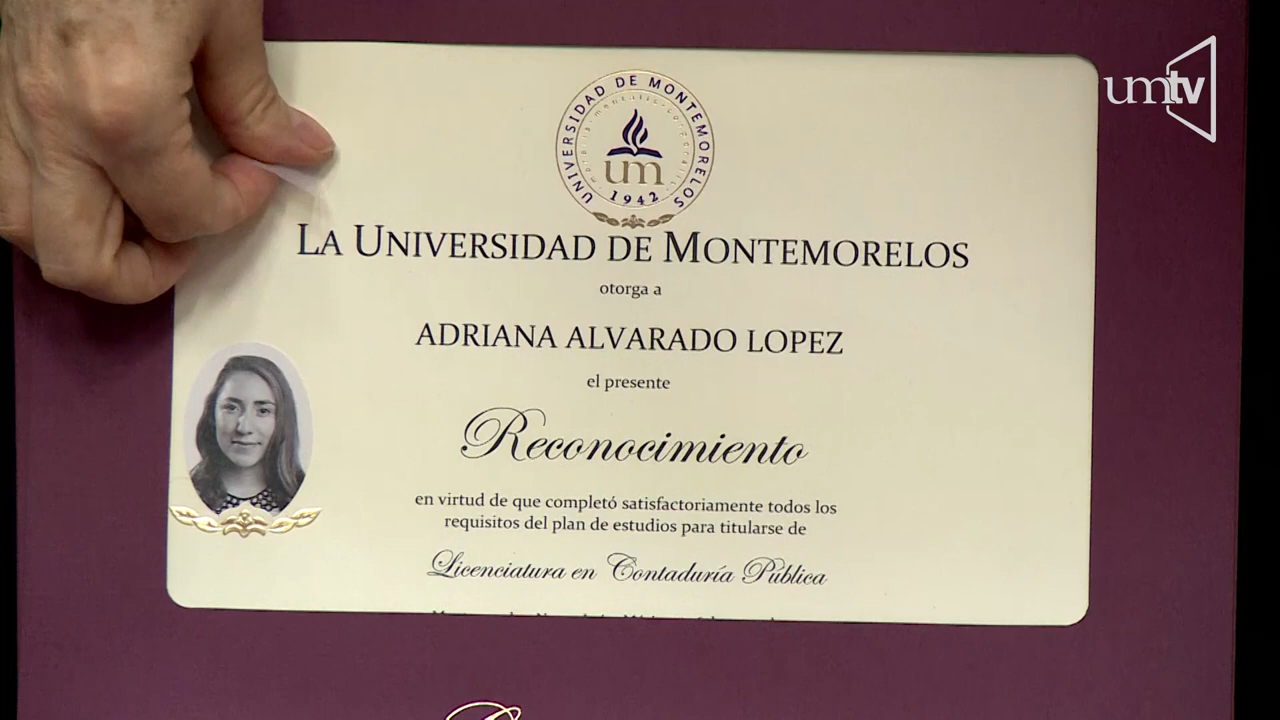 umtv
UNIVERSIDAD DE MONTEMORELOS
um
1942
LA UNIVERSIDAD DE MONTEMORELOS
otorga a
ADRIANA ALVARADO LOPEZ
el presente
Reconocimiento
en virtud de que completó satisfactoriamente todos los
requisitos del plan de estudios para titularse de
Licenciatura en Contaduría Pública